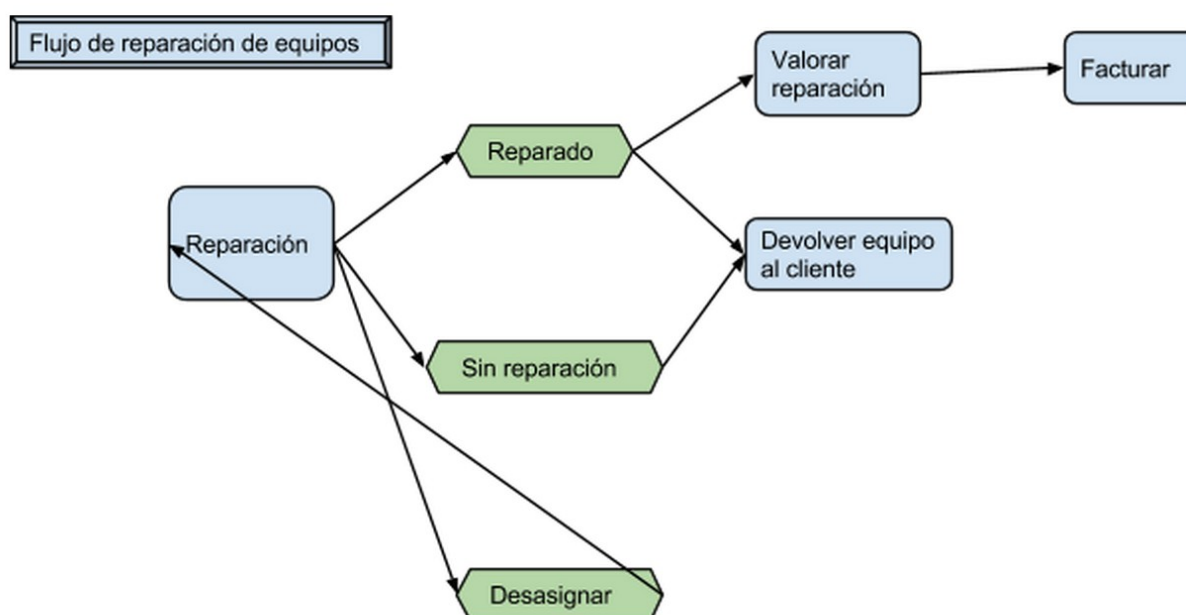 Flujo de reparación de equipos
Valorar
reparación
Facturar
Reparado
Reparación
Devolver equipo
al cliente
Sin reparación
Desasignar